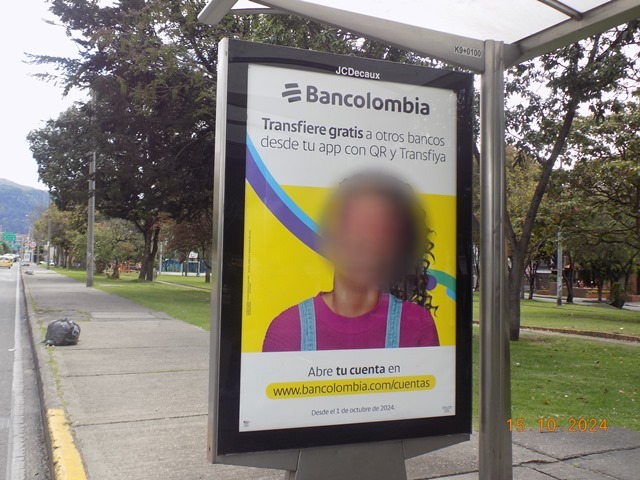 K9+0100
JCDecaux
Bancolombia
Transfiere gratis a otros bancos
desde tu app con QR y Transfiya
Abre tu cuenta en
www.bancolombia.com/cuentas
Desde el 1 de octubre de 2024.
15.10.2024